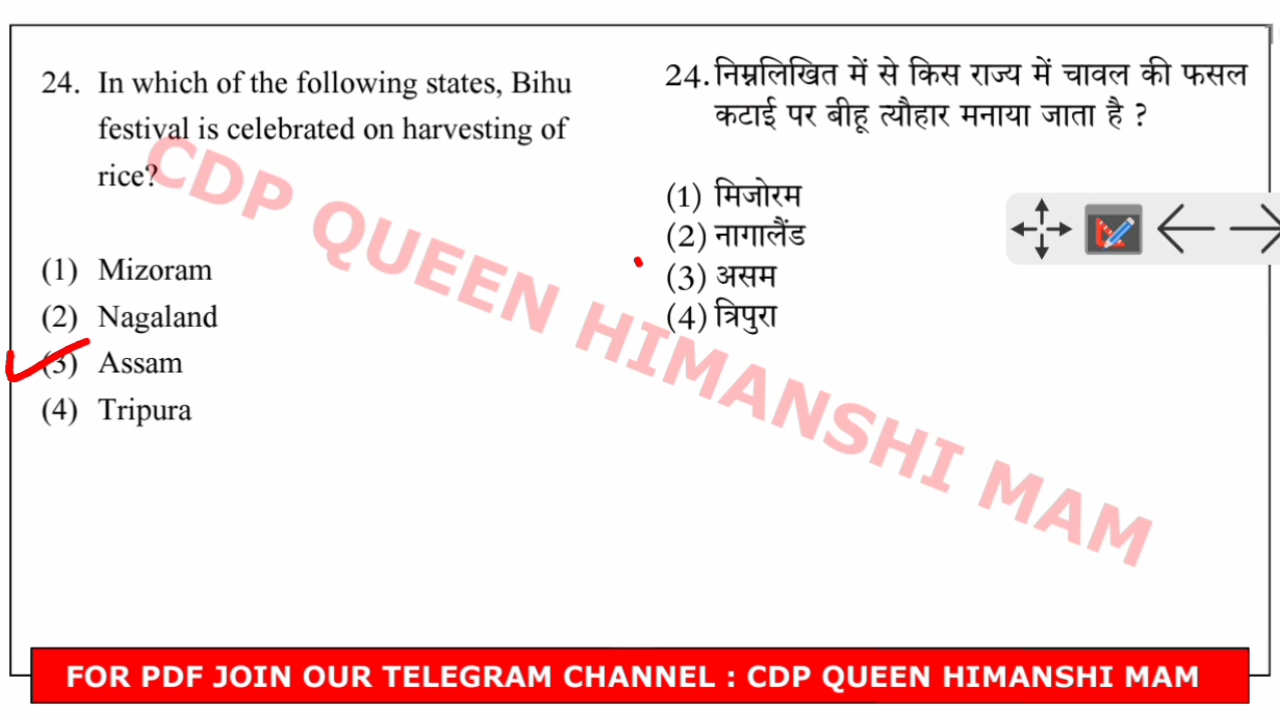 24. In which of the following states, Bihu
festival is celebrated on harvesting of
rice?
(1) Mizoram
(2) Nagaland
(3) Assam
(4) Tripura
24. निम्नलिखित में से किस राज्य में चावल की फसल
कटाई पर बीहू त्यौहार मनाया जाता है ?
(1) मिजोरम
(2) नागालैंड
(3) असम
(4) त्रिपुरा
CDP QUEEN HIMANSHI MAM
FOR PDF JOIN OUR TELEGRAM CHANNEL : CDP QUEEN HIMANSHI MAM